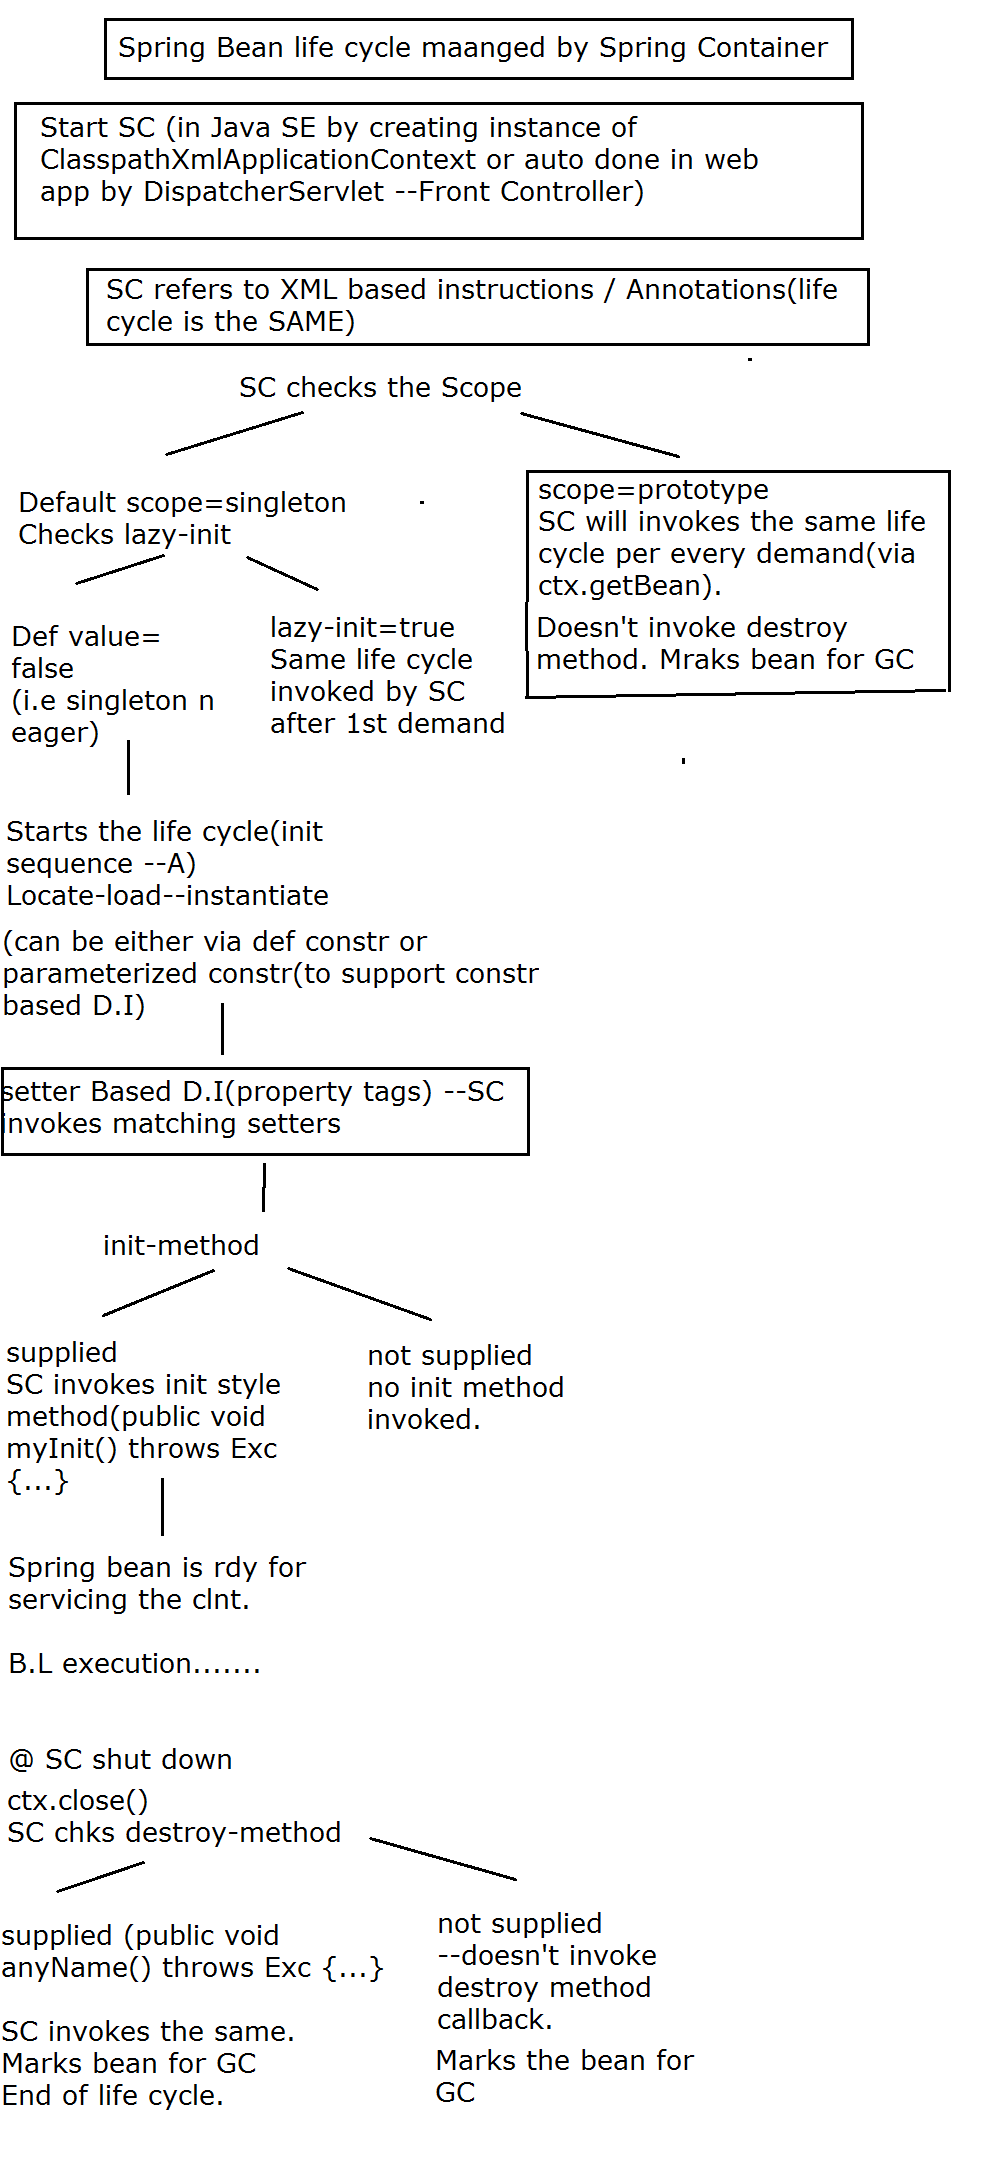 Spring Bean life cycle maanged by Spring Container
Start SC (in Java SE by creating instance of
ClasspathXmlApplicationContext or auto done in web
app by DispatcherServlet --Front Controller)
SC refers to XML based instructions / Annotations(life
cycle is the SAME)
SC checks the Scope
Default scope=singleton
Checks lazy-init
scope=prototype
SC will invokes the same life
cycle per every demand(via
ctx.getBean).
Doesn't invoke destroy
method. Mraks bean for GC
Def value=
false
(i.e singleton n
eager)
lazy-init=true
Same life cycle
invoked by SC
after 1st demand
Starts the life cycle(init
sequence --A)
Locate-load--instantiate
(can be either via def constr or
parameterized constr(to support constr
based D.I)
setter Based D.I(property tags) --SC
invokes matching setters
init-method
supplied
SC invokes init style
method(public void
myInit() throws Exc
{...}
not supplied
no init method
invoked.
Spring bean is rdy for
servicing the clnt.
B.L execution.......
@ SC shut down
ctx.close()
SC chks destroy-method
supplied (public void
anyName() throws Exc {...}
SC invokes the same.
Marks bean for GC
End of life cycle.
not supplied
--doesn't invoke
destroy method
callback.
Marks the bean for
GC